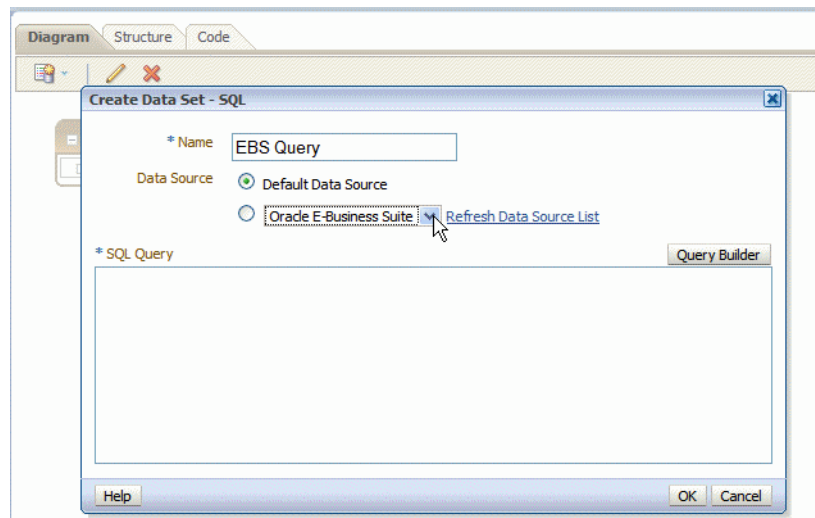 Diagram Structure Code
Create Data Set - SQL
* Name EBS Query
Data Source Default Data Source
Oracle E-Business Suite Refresh Data Source List
* SQL Query Query Builder
Help OK Cancel